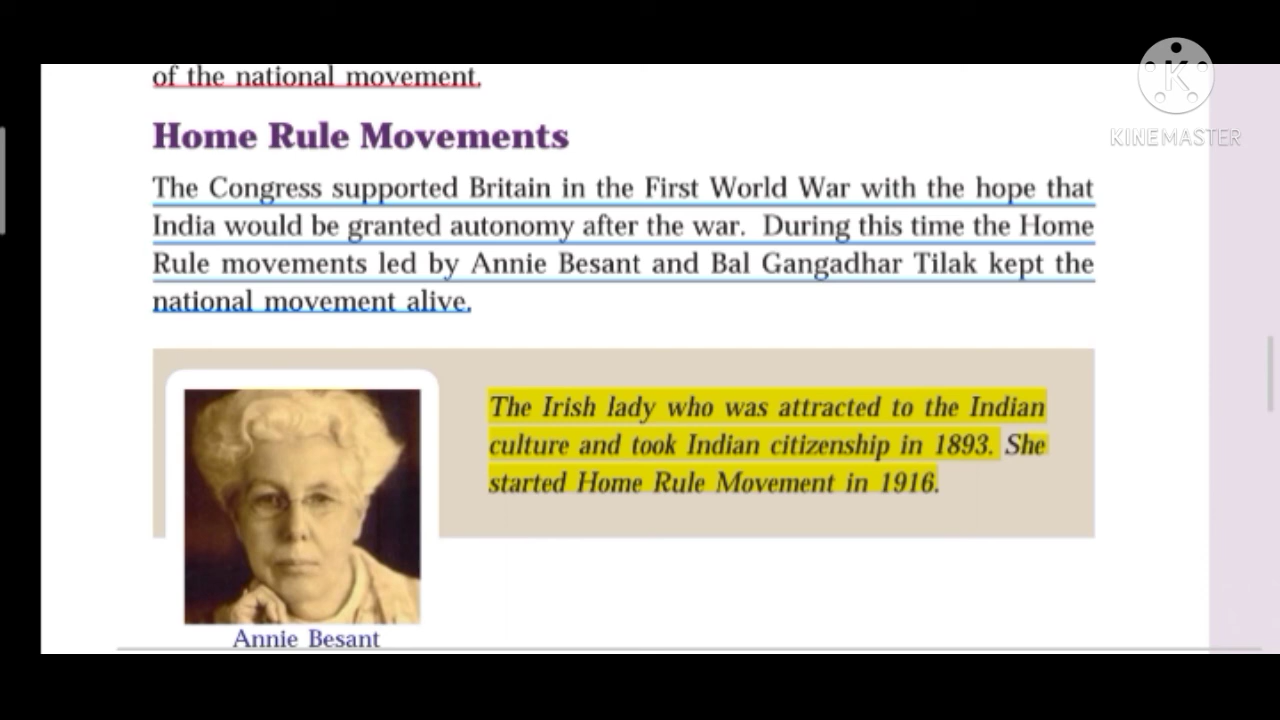 of the national movement.
KINEMASTER
Home Rule Movements
The Congress supported Britain in the First World War with the hope that
India would be granted autonomy after the war. During this time the Home
Rule movements led by Annie Besant and Bal Gangadhar Tilak kept the
national movement alive.
The Irish lady who was attracted to the Indian
culture and took Indian citizenship in 1893. She
started Home Rule Movement in 1916.
Annie Besant